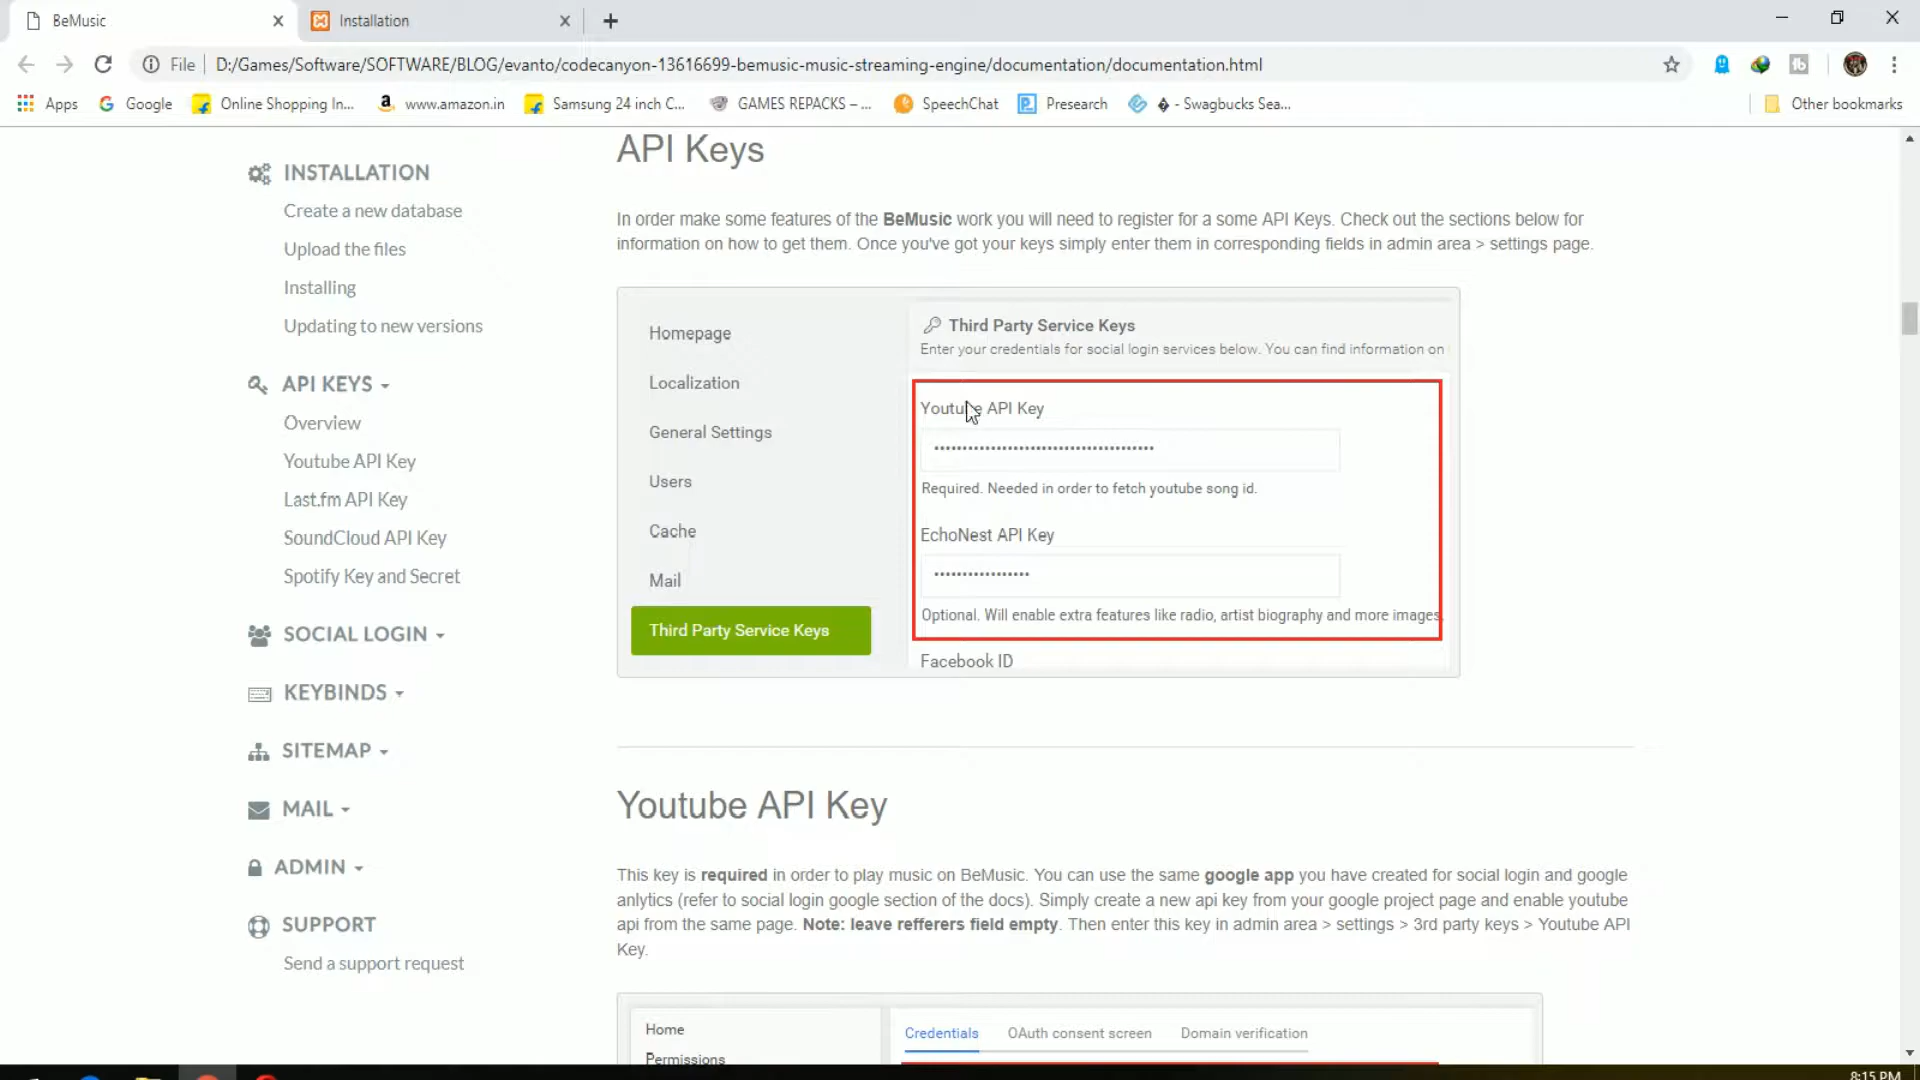 BeMusic
Installation
File D:/Games/Software/SOFTWARE/BLOG/evanto/codecanyon-13616699-bemusic-music-streaming-engine/documentation/documentation.html
Apps Google Online Shopping In... www.amazon.in Samsung 24 inch C... GAMES REPACKS – ... SpeechChat Presearch - Swagbucks Sea... Other bookmarks
INSTALLATION
Create a new database
Upload the files
Installing
Updating to new versions
API KEYS
Overview
Youtube API Key
Last.fm API Key
SoundCloud API Key
Spotify Key and Secret
SOCIAL LOGIN
KEYBINDS
SITEMAP
MAIL
ADMIN
SUPPORT
Send a support request
API Keys
In order make some features of the BeMusic work you will need to register for a some API Keys. Check out the sections below for
information on how to get them. Once you've got your keys simply enter them in corresponding fields in admin area > settings page.
Homepage
Localization
General Settings
Users
Cache
Mail
Third Party Service Keys
Third Party Service Keys
Enter your credentials for social login services below. You can find information on
Youtube API Key
Required. Needed in order to fetch youtube song id.
EchoNest API Key
Optional. Will enable extra features like radio, artist biography and more images
Facebook ID
Youtube API Key
This key is required in order to play music on BeMusic. You can use the same google app you have created for social login and google
anlytics (refer to social login google section of the docs). Simply create a new api key from your google project page and enable youtube
api from the same page. Note: leave refferers field empty. Then enter this key in admin area > settings > 3rd party keys > Youtube API
Key.
Home
Permissions
Credentials OAuth consent screen Domain verification
8:15 PM